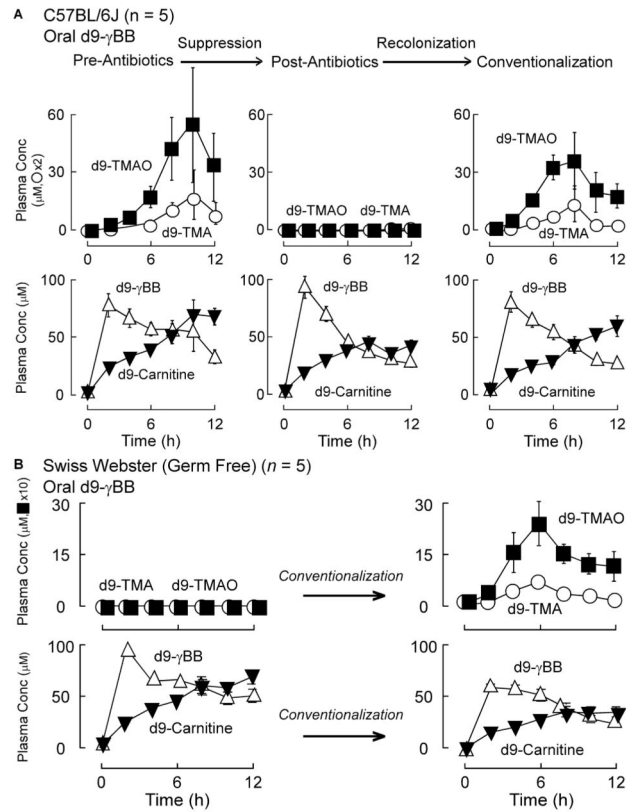 A C57BL/6J (n = 5)
Oral d9-γBB
Suppression
Recolonization
Pre-Antibiotics
Post-Antibiotics
Conventionalization
Plasma Conc
(μM,Ox2)
60
30
0
d9-TMAO
d9-TMA
0 6 12
60
30
0
d9-TMAO d9-TMA
0 6 12
60
30
0
d9-TMAO
d9-TMA
0 6 12
Plasma Conc (μM)
100
50
0
d9-γBB
d9-Carnitine
0 6 12
Time (h)
100
50
0
d9-γBB
d9-Carnitine
0 6 12
Time (h)
100
50
0
d9-γBB
d9-Carnitine
0 6 12
Time (h)
B Swiss Webster (Germ Free) (n = 5)
Oral d9-γBB
Plasma Conc (μM,■x10)
30
15
0
d9-TMA d9-TMAO
Conventionalization
30
15
0
d9-TMAO
d9-TMA
Plasma Conc (μM)
100
50
0
d9-γBB
d9-Carnitine
0 6 12
Time (h)
Conventionalization
100
50
0
d9-γBB
d9-Carnitine
0 6 12
Time (h)